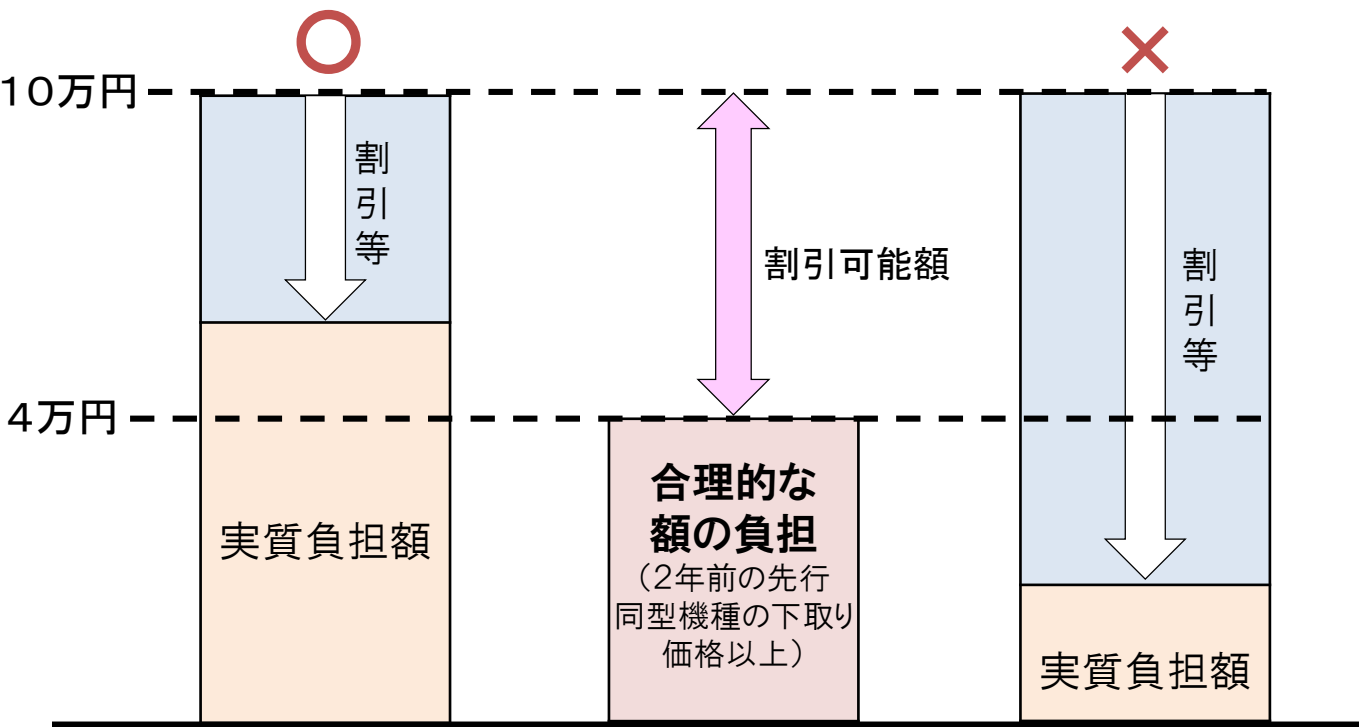 ○
×
10万円
割引等
割引可能額
割引等
4万円
合理的な
額の負担
（2年前の先行
同型機種の下取り
価格以上）
実質負担額
実質負担額